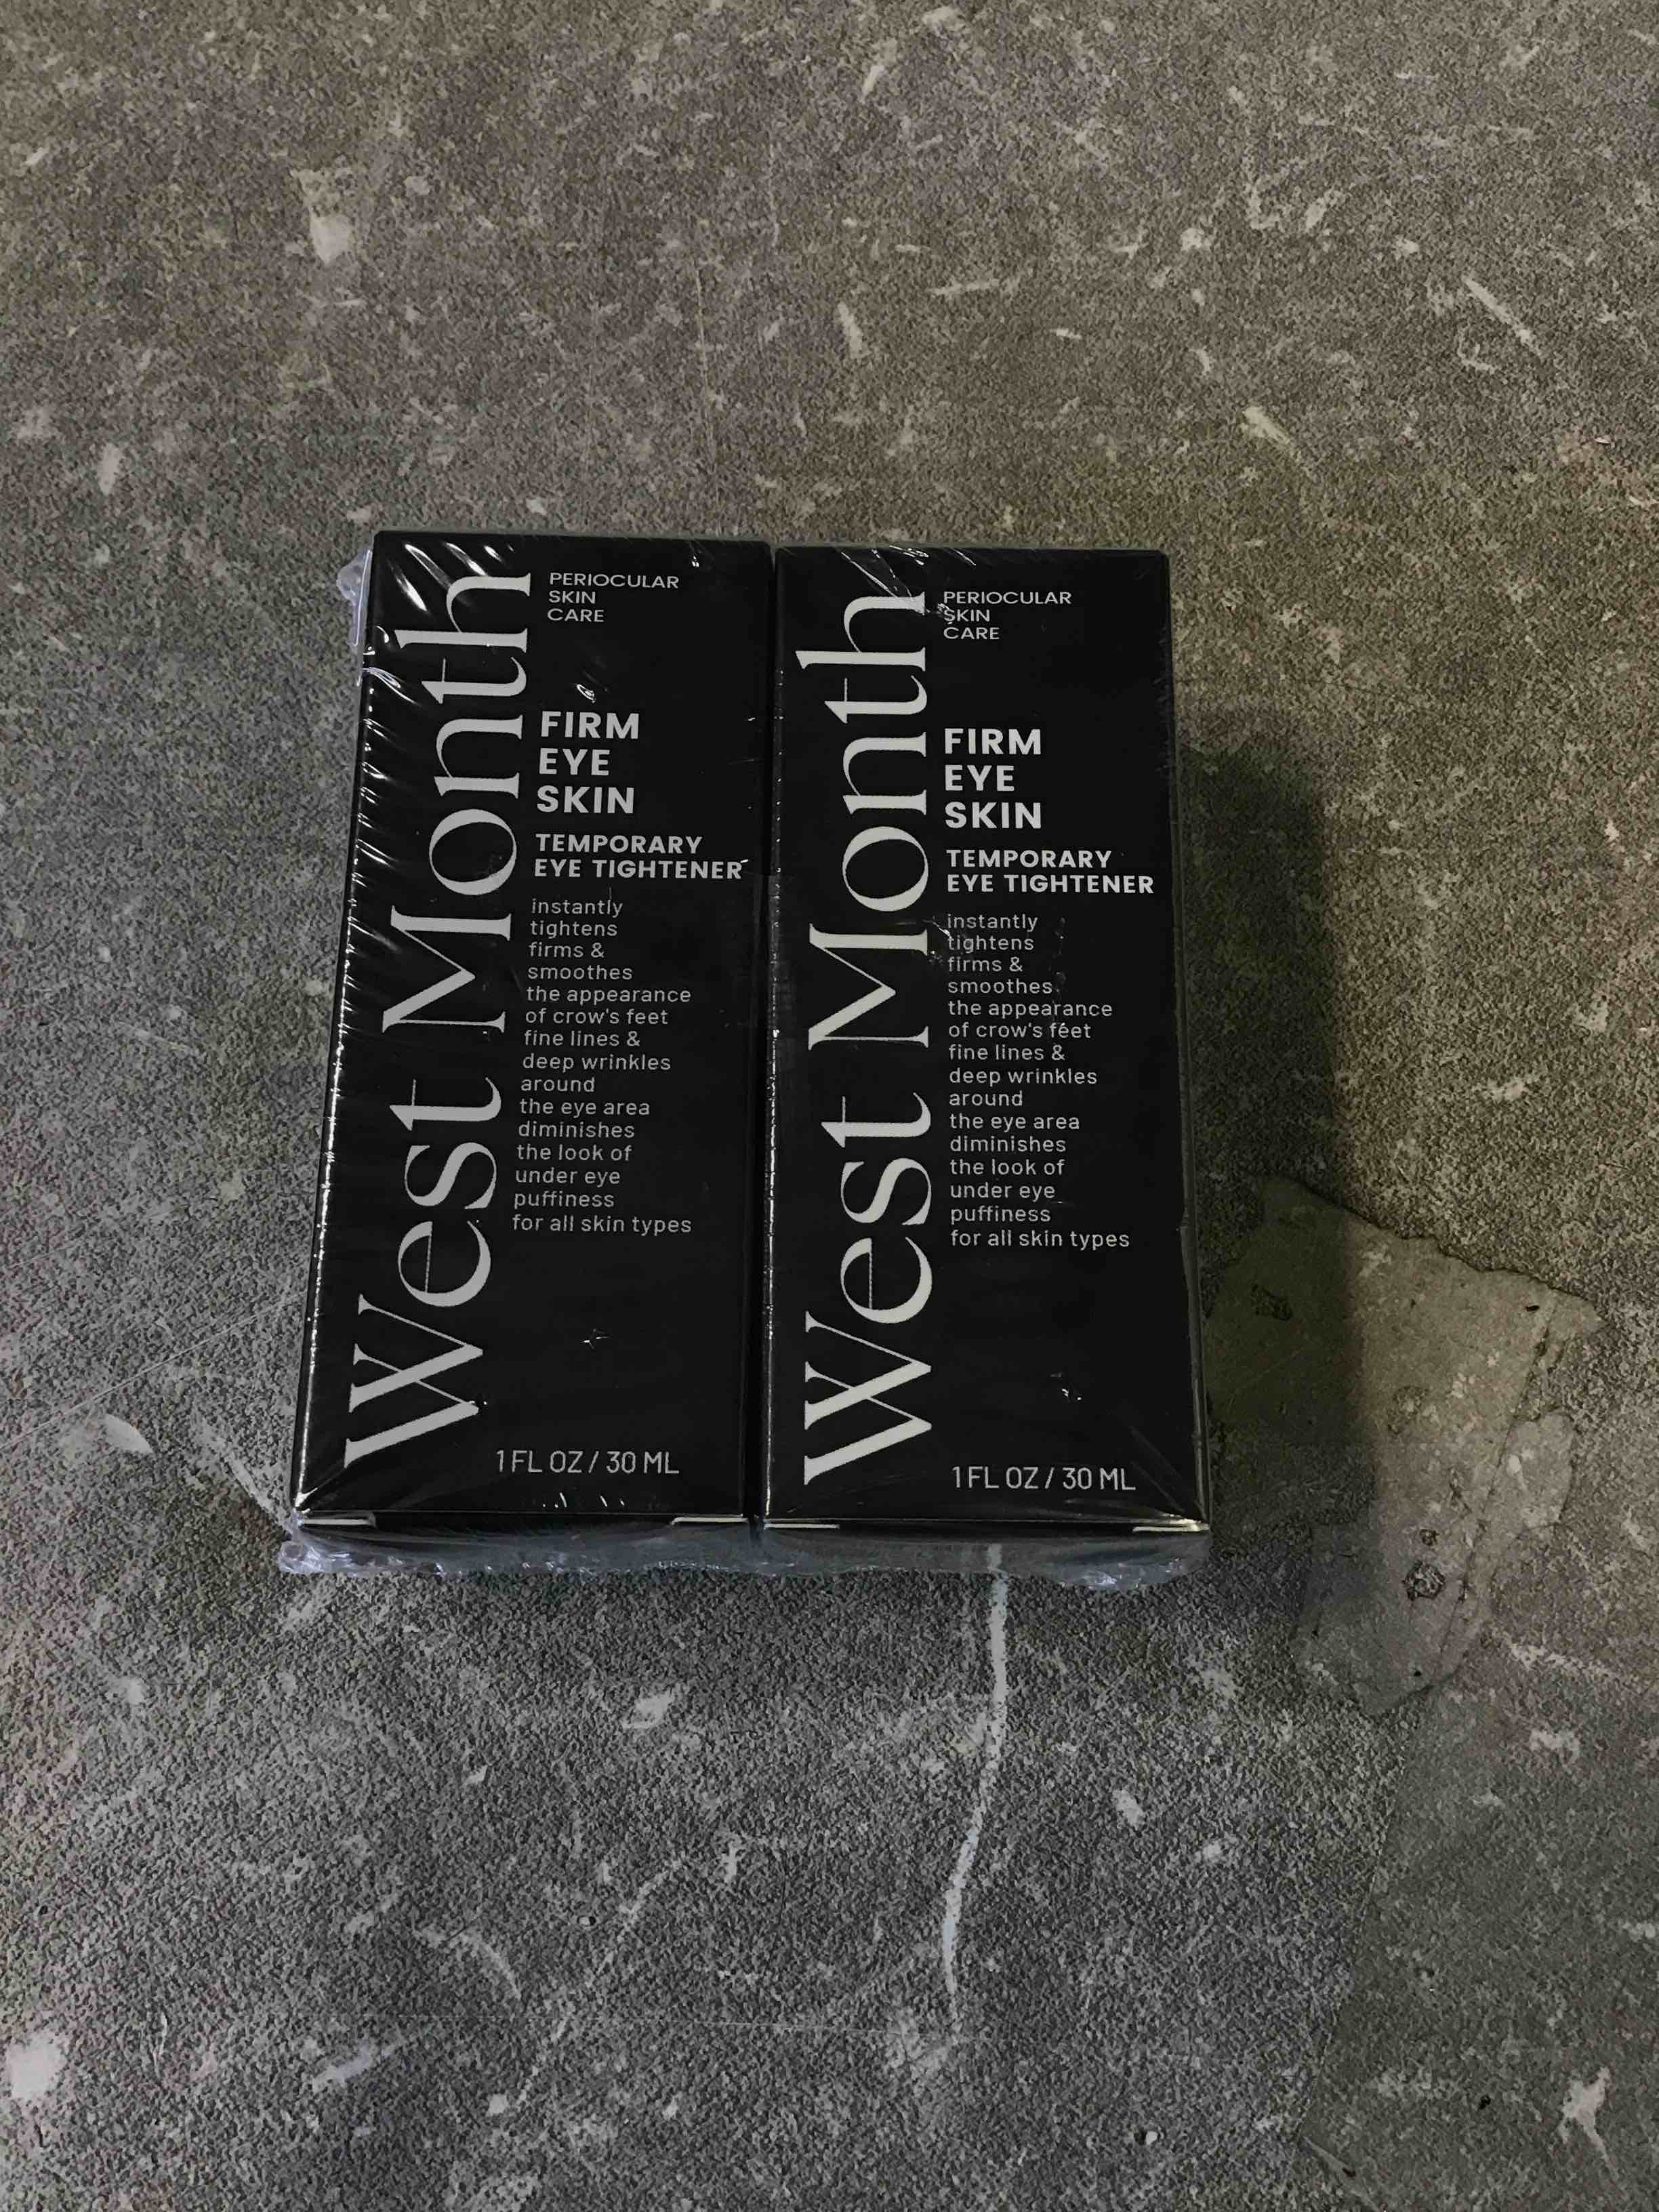 West Month
PERIOCULAR
SKIN
CARE
FIRM
EYE
SKIN
TEMPORARY
EYE TIGHTENER
instantly
tightens
firms &
smoothes
the appearance
of crow's feet
fine lines &
deep wrinkles
around
the eye area
diminishes
the look of
under eye
puffiness
for all skin types
1 FL OZ / 30 ML
West Month
PERIOCULAR
SKIN
CARE
FIRM
EYE
SKIN
TEMPORARY
EYE TIGHTENER
instantly
tightens
firms &
smoothes
the appearance
of crow's feet
fine lines &
deep wrinkles
around
the eye area
diminishes
the look of
under eye
puffiness
for all skin types
1 FL OZ / 30 ML